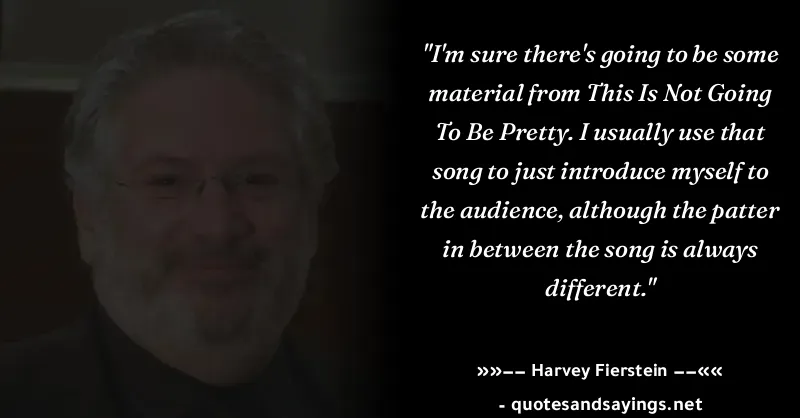 "I'm sure there's going to be some
material from This Is Not Going
To Be Pretty. I usually use that
song to just introduce myself to
the audience, although the patter
in between the song is always
different."
»»−− Harvey Fierstein −−««
- quotesandsayings.net